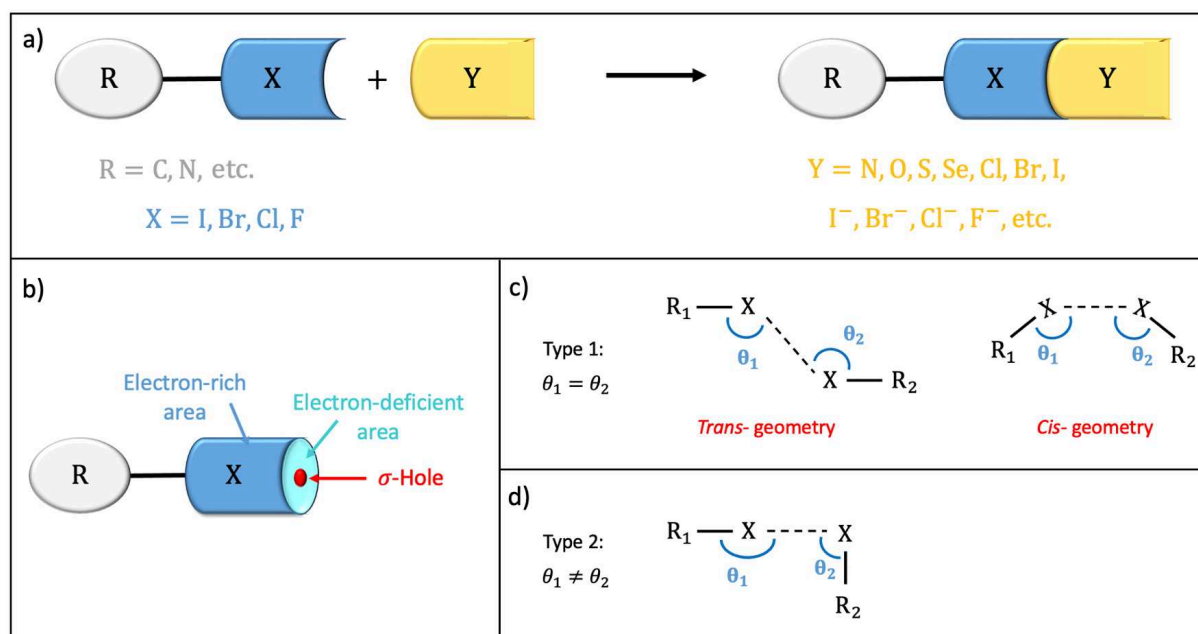 a)
R X + Y R X Y
R = C, N, etc.
X = I, Br, Cl, F
Y = N, O, S, Se, Cl, Br, I,
I⁻, Br⁻, Cl⁻, F⁻, etc.
b)
Electron-rich
area
Electron-deficient
area
R X
σ-Hole
c)
Type 1:
θ₁ = θ₂
R₁ X
θ₁
θ₂
X R₂
Trans- geometry
X X
R₁ θ₁ θ₂ R₂
Cis- geometry
d)
Type 2:
θ₁ ≠ θ₂
R₁ X X
θ₁ θ₂
R₂